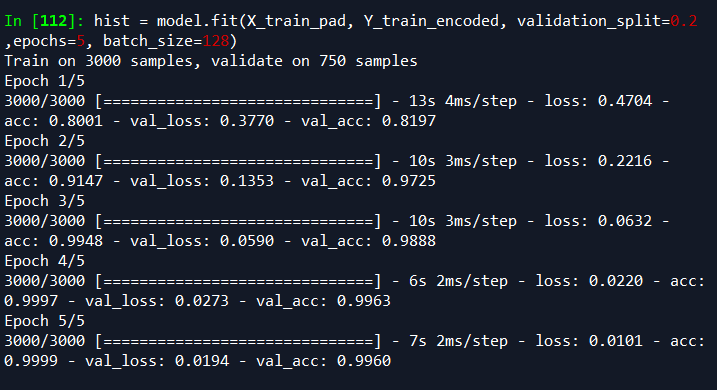 In [112]: hist = model.fit(X_train_pad, Y_train_encoded, validation_split=0.2
,epochs=5, batch_size=128)
Train on 3000 samples, validate on 750 samples
Epoch 1/5
3000/3000 [==============================] - 13s 4ms/step - loss: 0.4704 -
acc: 0.8001 - val_loss: 0.3770 - val_acc: 0.8197
Epoch 2/5
3000/3000 [==============================] - 10s 3ms/step - loss: 0.2216 -
acc: 0.9147 - val_loss: 0.1353 - val_acc: 0.9725
Epoch 3/5
3000/3000 [==============================] - 10s 3ms/step - loss: 0.0632 -
acc: 0.9948 - val_loss: 0.0590 - val_acc: 0.9888
Epoch 4/5
3000/3000 [==============================] - 6s 2ms/step - loss: 0.0220 - acc:
0.9997 - val_loss: 0.0273 - val_acc: 0.9963
Epoch 5/5
3000/3000 [==============================] - 7s 2ms/step - loss: 0.0101 - acc:
0.9999 - val_loss: 0.0194 - val_acc: 0.9960